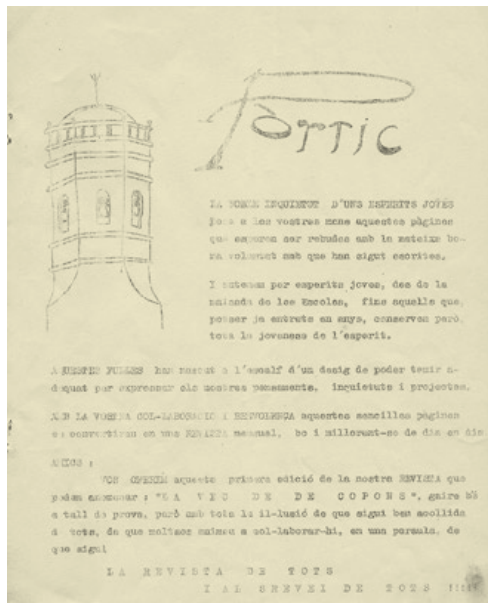 Pòrtic
LA NOBLE INQUIETUT D'UNS ESPERITS JOVES
posa a les vostres mans aquestes pàgines
que esperen ser rebudes amb la mateixa bo-
na voluntat amb que han sigut escrites.
I entenem per esperits joves, des de la
mainada de les Escoles, fins aquells que,
potser ja entrats en anys, conserven però,
tota la jovenesa de l'esperit.
AQUESTES FULLES han nascut a l'escalf d'un desig de poder tenir a-
dequat per expressar els nostres pensaments, inquietuts i projectes.
AMB LA VOSTRA COL-LABORACIO I BENVOLENÇA aquestes senzilles pàgines
es convertiran en una REVISTA mensual, bo i millorant-se de dia en dia
AMICS :
VOS OFERIM aquesta primera edició de la nostra REVISTA que
podem anomenar : "LA VEU DE DE COPONS", gaire bé
a tall de prova, però amb tota la il-lusió de que sigui ben acollida
de tots, de que molts a col-laborar-hi, en una paraula, de
que sigui
LA REVISTA DE TOTS
I AL SREVEI DE TOTS